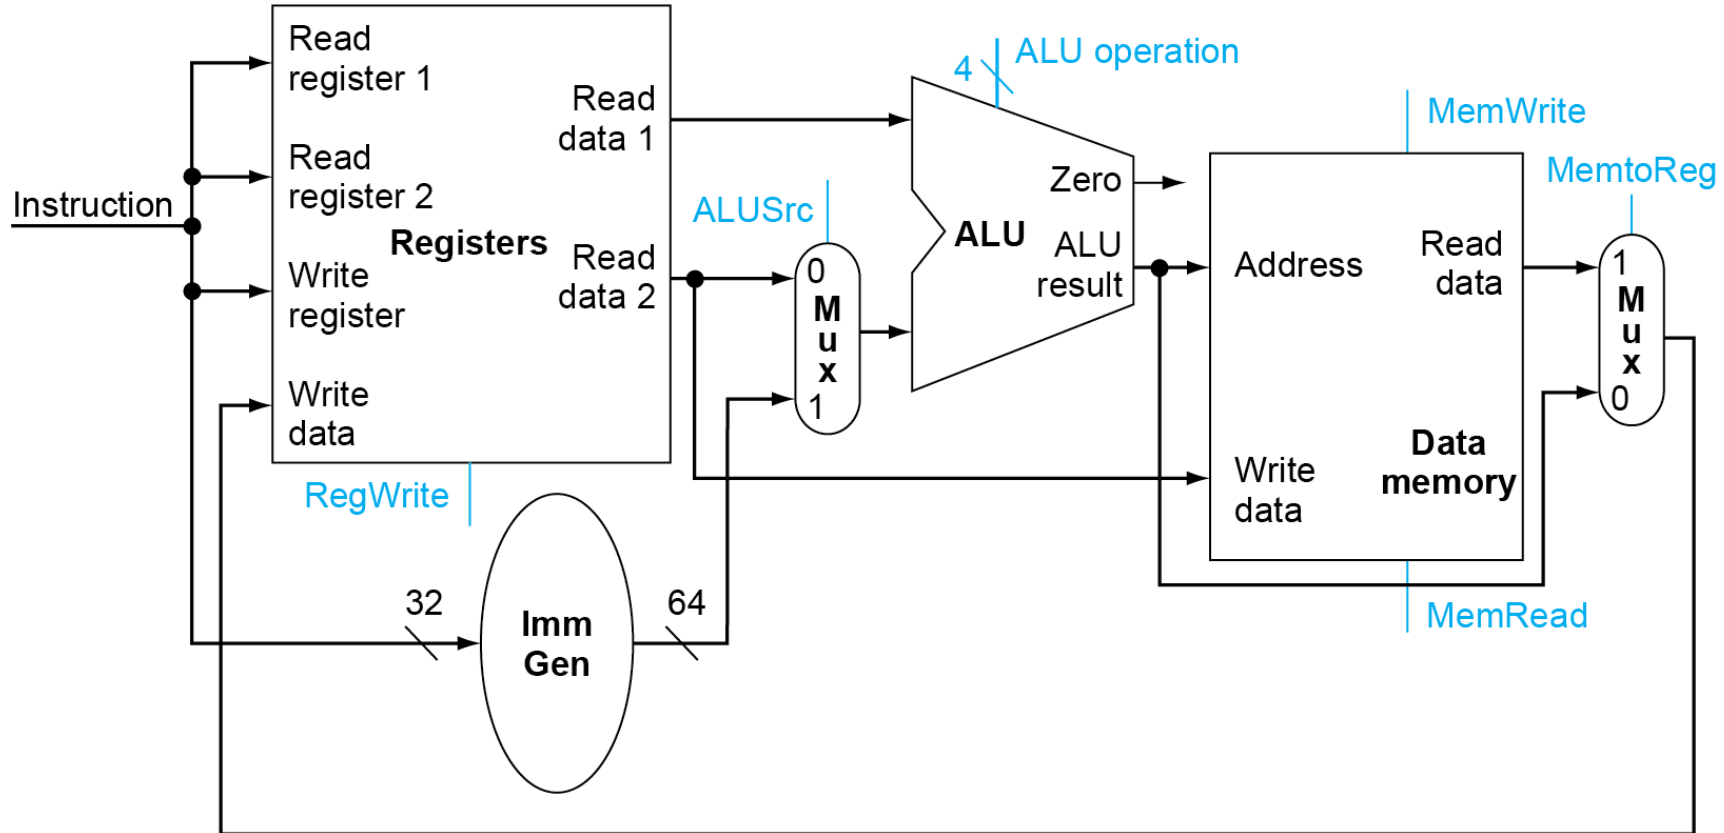 Instruction
Read
register 1
Read
register 2
Registers
Write
register
Write
data
Read
data 1
Read
data 2
RegWrite
32
Imm
Gen
64
ALUSrc
0
M
u
x
1
4
ALU operation
Zero
ALU
ALU
result
MemWrite
Address
Read
data
Write
data
Data
memory
MemRead
MemtoReg
1
M
u
x
0